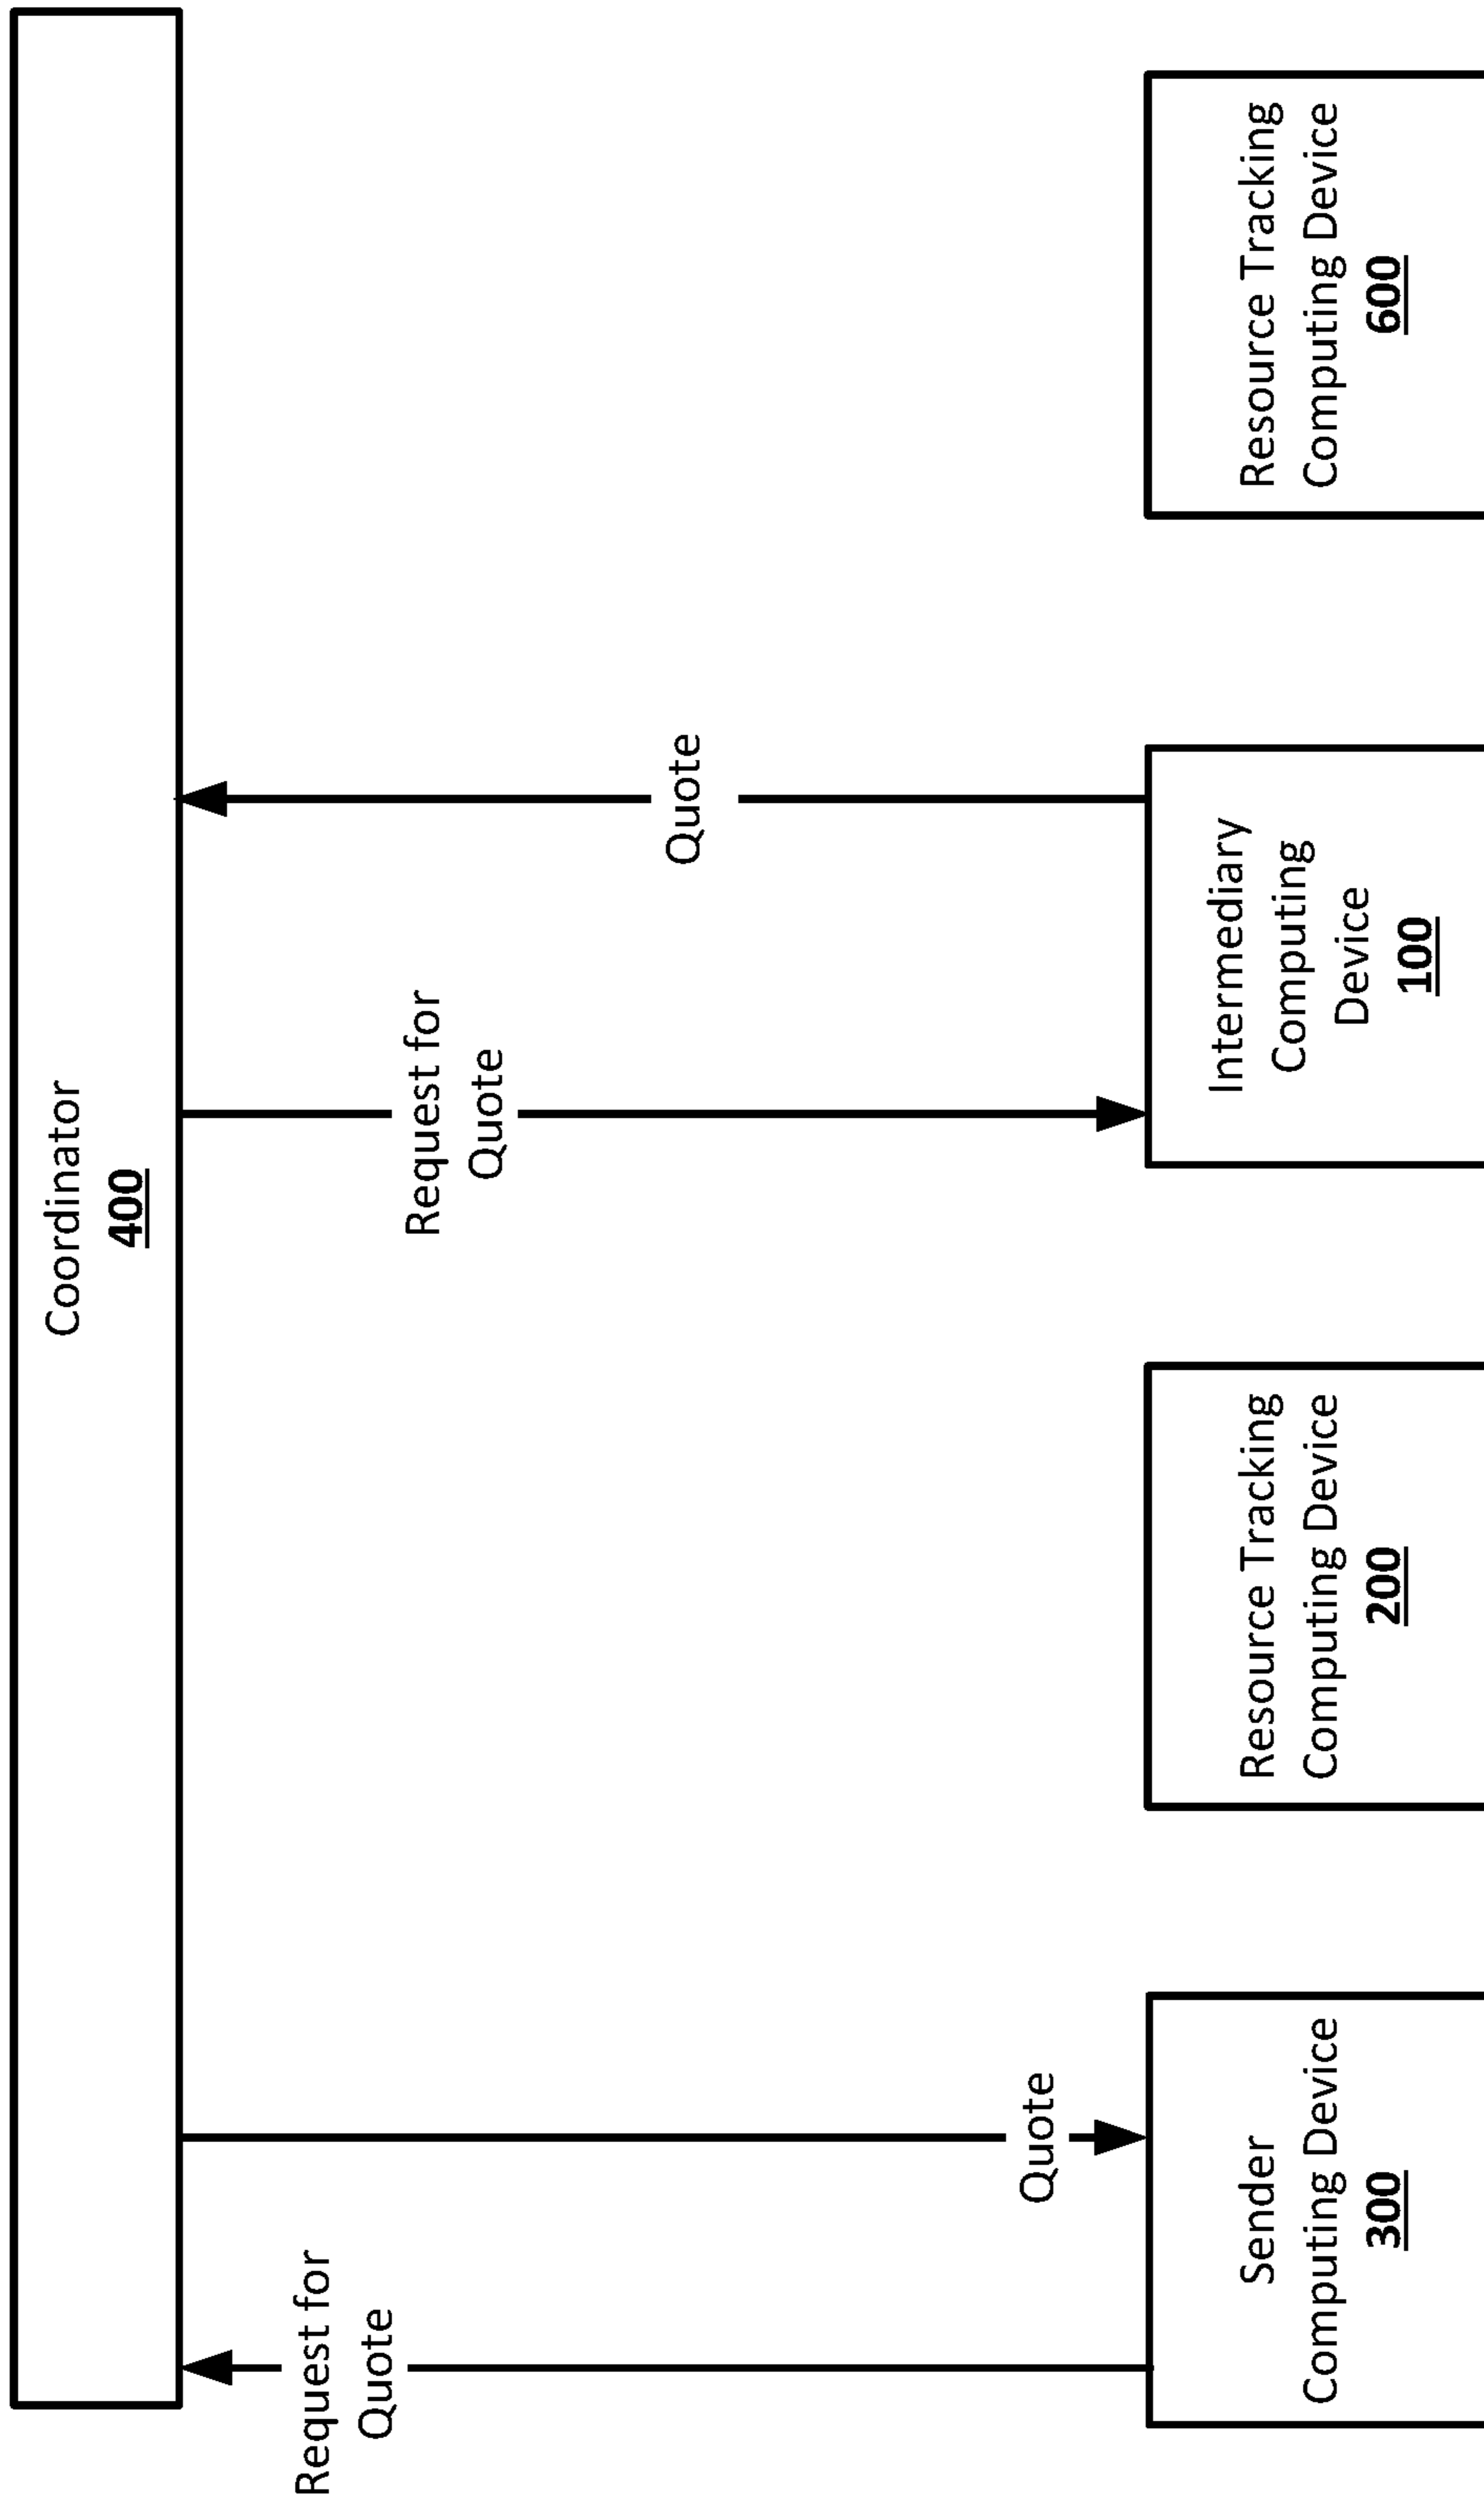 Coordinator
400
Request for
Quote
Quote
Request for
Quote
Quote
Sender
Computing Device
300
Resource Tracking
Computing Device
200
Intermediary
Computing
Device
100
Resource Tracking
Computing Device
600